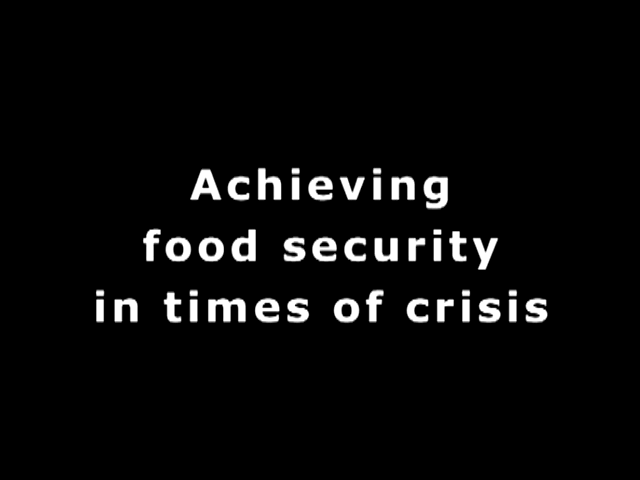 Achieving
food security
in times of crisis